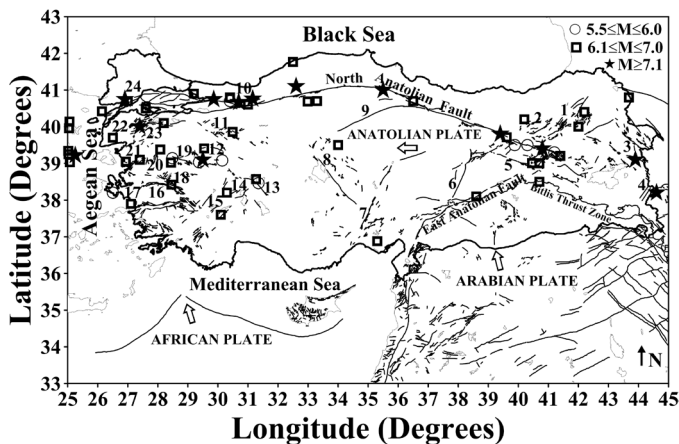 Black Sea
5.5≤M≤6.0
6.1≤M≤7.0
M≥7.1
North Anatolian Fault
ANATOLIAN PLATE
Aegean Sea
East Anatolian Fault
Bitlis Thrust Zone
Mediterranean Sea
ARABIAN PLATE
AFRICAN PLATE
N
1
2
3
4
5
6
7
8
9
10
11
12
13
14
15
16
17
18
19
20
21
22
23
24
Latitude (Degrees)
43
42
41
40
39
38
37
36
35
34
33
25 26 27 28 29 30 31 32 33 34 35 36 37 38 39 40 41 42 43 44 45
Longitude (Degrees)